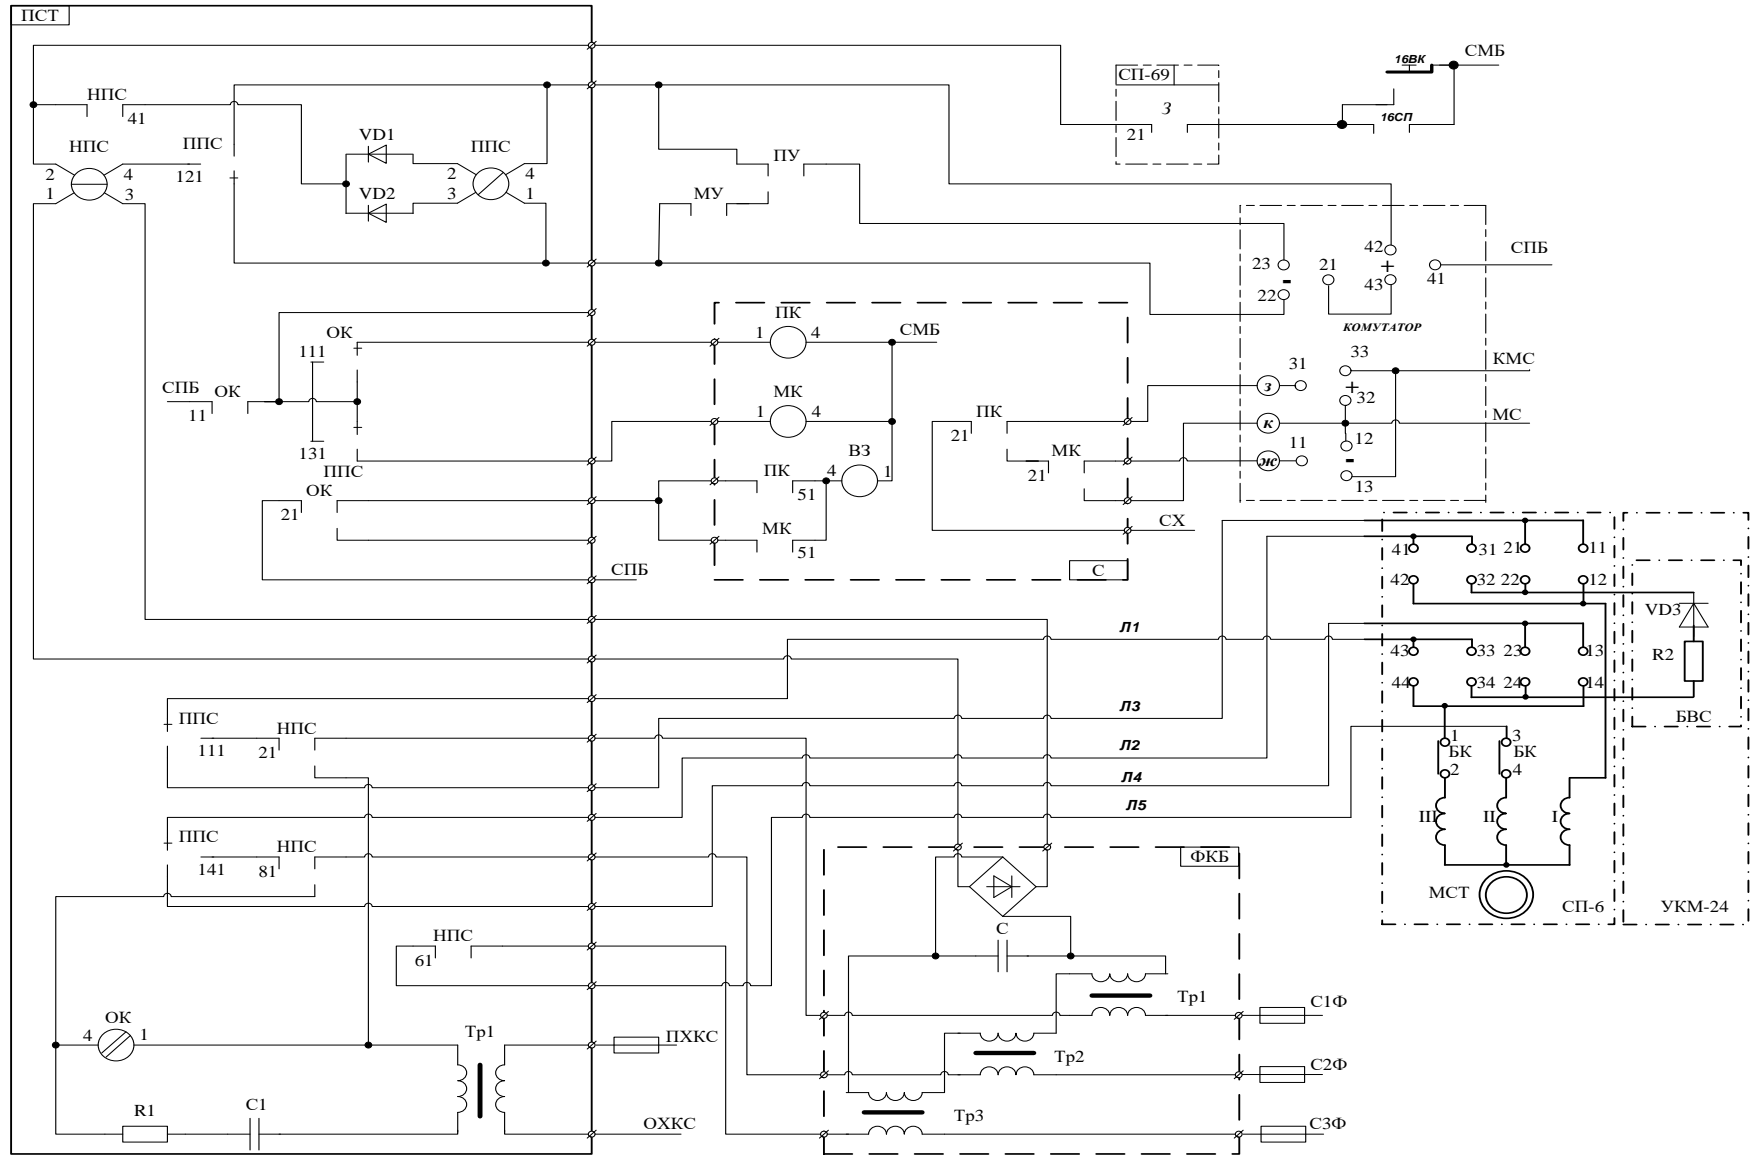 ПСТ
НПС
41
НПС
2
1
4
3
ППС
121
VD1
VD2
ППС
2
3
4
1
ПУ
МУ
СП-69
3
21
16ВК
СМБ
16СП
42
+
43
23
-
22
21
41
СПБ
КОМУТАТОР
ОК
111
СПБ
ОК
11
131
ППС
ОК
21
СПБ
ПК
1
4
СМБ
МК
1
4
ВЗ
4
1
ПК
51
МК
51
ПК
21
МК
21
СХ
С
з
31
33
+
32
КМС
МС
к
ж
11
12
-
13
41
31
21
11
42
32
22
12
43
33
23
13
44
34
24
14
VD3
R2
БВС
1
БК
2
3
БК
4
III
II
I
МСТ
СП-6
УКМ-24
Л1
Л3
Л2
Л4
Л5
ППС
111
НПС
21
ППС
141
НПС
81
НПС
61
ОК
4
1
R1
С1
Тр1
ПХКС
ОХКС
ФКБ
С
Тр1
Тр2
Тр3
С1Ф
С2Ф
С3Ф